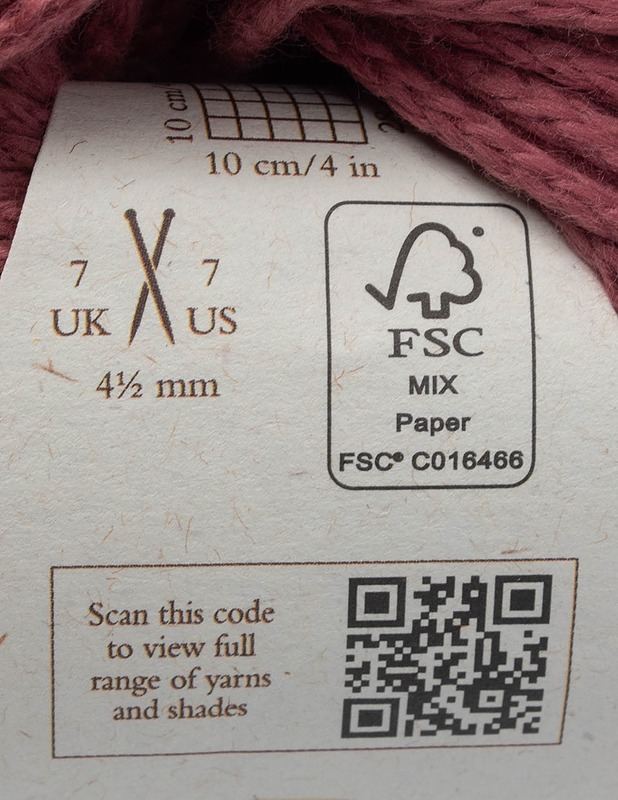 10 cm
10 cm/4 in
7 7
UK US
4½ mm
FSC
MIX
Paper
FSC® C016466
Scan this code
to view full
range of yarns
and shades